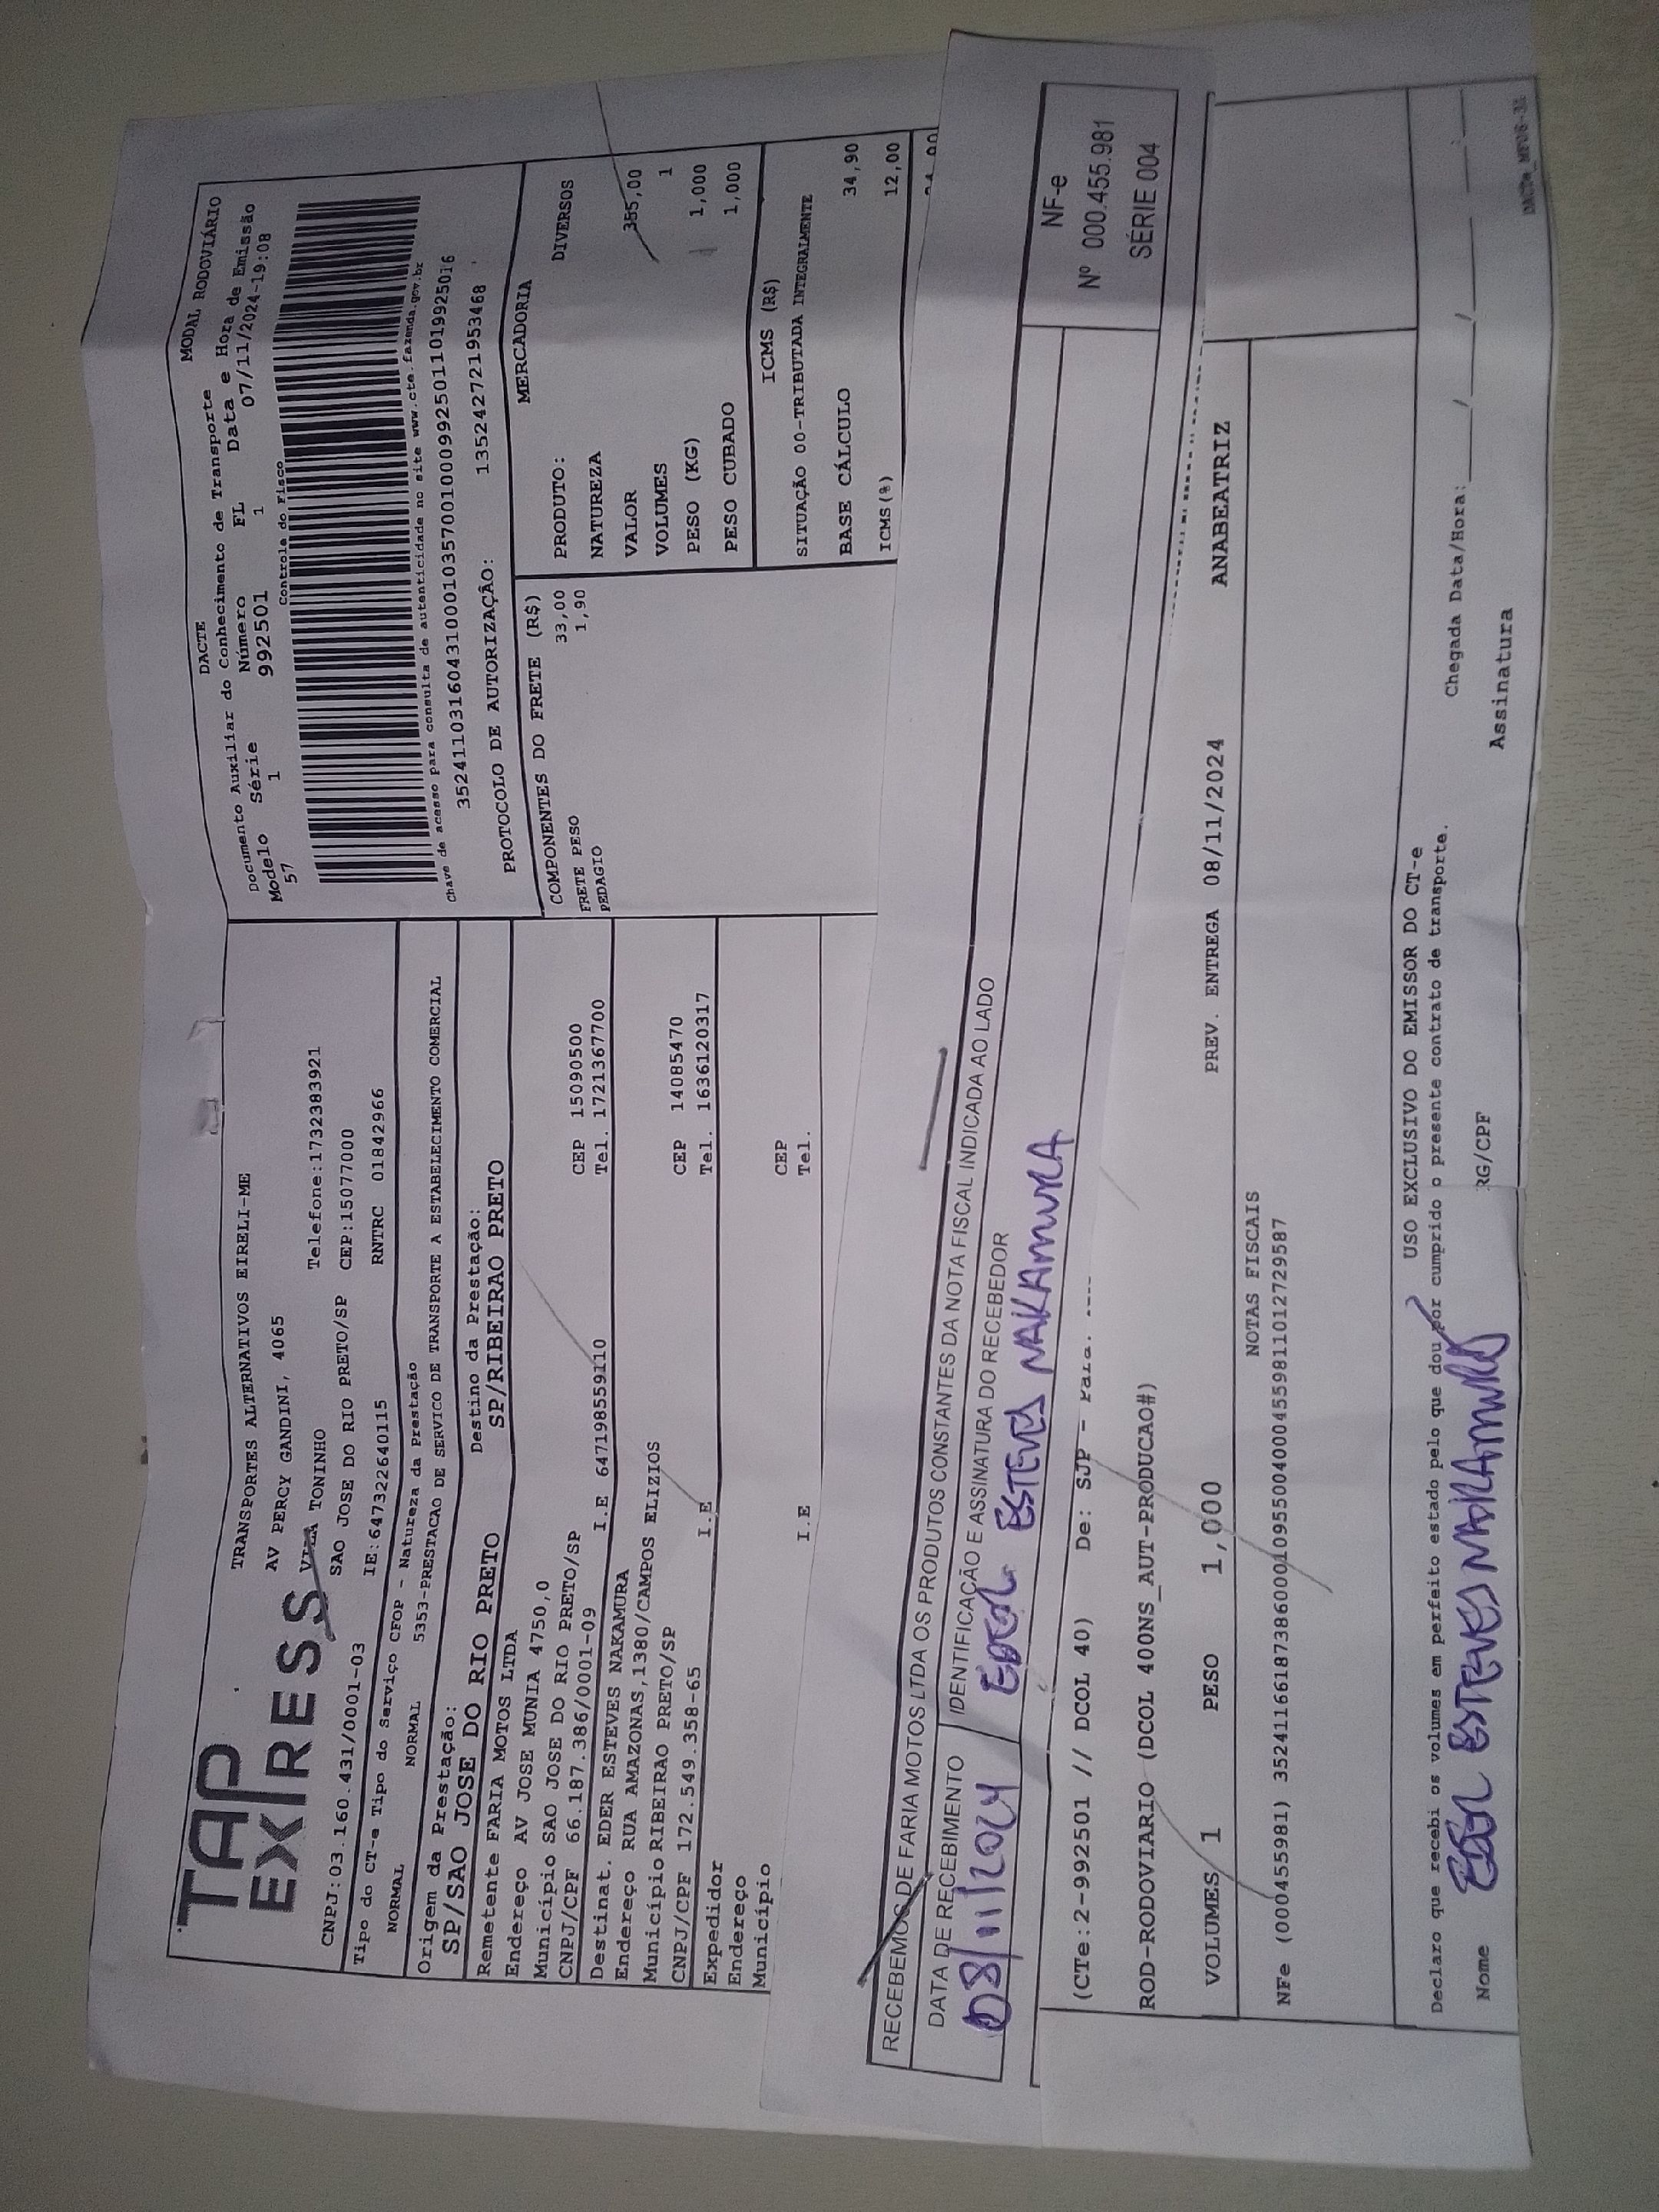 TAP
EXPRESS
TRANSPORTES ALTERNATIVOS EIRELI-ME
AV PERCY GANDINI, 4065
VILA TONINHO Telefone:1732383921
SAO JOSE DO RIO PRETO/SP CEP:15077000
CNPJ:03.160.431/0001-03 IE:647322640115 RNTRC 01842966
DACTE MODAL RODOVIÁRIO
Documento Auxiliar do Conhecimento de Transporte
Modelo Série Número FL Data e Hora de Emissão
57 1 992501 1 07/11/2024-19:08
Controle do Fisco
Chave de acesso para consulta de autenticidade no site www.cte.fazenda.gov.br
35241103160431000103570010009925011019925016
PROTOCOLO DE AUTORIZAÇÃO: 135242721953468
Tipo do CT-e Tipo do Serviço CFOP - Natureza da Prestação
NORMAL NORMAL 5353-PRESTACAO DE SERVICO DE TRANSPORTE A ESTABELECIMENTO COMERCIAL
Origem da Prestação: Destino da Prestação:
SP/SAO JOSE DO RIO PRETO SP/RIBEIRAO PRETO
Remetente FARIA MOTOS LTDA
Endereço AV JOSE MUNIA 4750,0
Município SAO JOSE DO RIO PRETO/SP CEP 15090500
CNPJ/CPF 66.187.386/0001-09 I.E 647198559110 Tel. 1721367700
Destinat. EDER ESTEVES NAKAMURA
Endereço RUA AMAZONAS,1380/CAMPOS ELIZIOS
Município RIBEIRAO PRETO/SP CEP 14085470
CNPJ/CPF 172.549.358-65 I.E Tel. 1636120317
Expedidor
Endereço
Município CEP
I.E Tel.
COMPONENTES DO FRETE (R$)
FRETE PESO 33,00
PEDAGIO 1,90
MERCADORIA
PRODUTO: DIVERSOS
NATUREZA
VALOR 385,00
VOLUMES 1
PESO (KG) 1,000
PESO CUBADO 1,000
ICMS (R$)
SITUAÇÃO 00-TRIBUTADA INTEGRALMENTE
BASE CÁLCULO 34,90
ICMS(%) 12,00
RECEBEMOS DE FARIA MOTOS LTDA OS PRODUTOS CONSTANTES DA NOTA FISCAL INDICADA AO LADO
DATA DE RECEBIMENTO IDENTIFICAÇÃO E ASSINATURA DO RECEBEDOR
08/11/2024 EDER ESTEVES NAKAMURA
NF-e
Nº 000.455.981
SÉRIE 004
(CTe:2-992501 // DCOL 40) De: SJP - Para:
ROD-RODOVIARIO (DCOL 400NS_AUT-PRODUCAO#)
VOLUMES 1 PESO 1,000 PREV. ENTREGA 08/11/2024 ANABEATRIZ
NOTAS FISCAIS
NFe (000455981) 35241166187386000109550040004559811012729587
USO EXCLUSIVO DO EMISSOR DO CT-e
Declaro que recebi os volumes em perfeito estado pelo que dou por cumprido o presente contrato de transporte.
Chegada Data/Hora:____/____/____ ___:___
Nome EDER ESTEVES NAKAMURA RG/CPF Assinatura